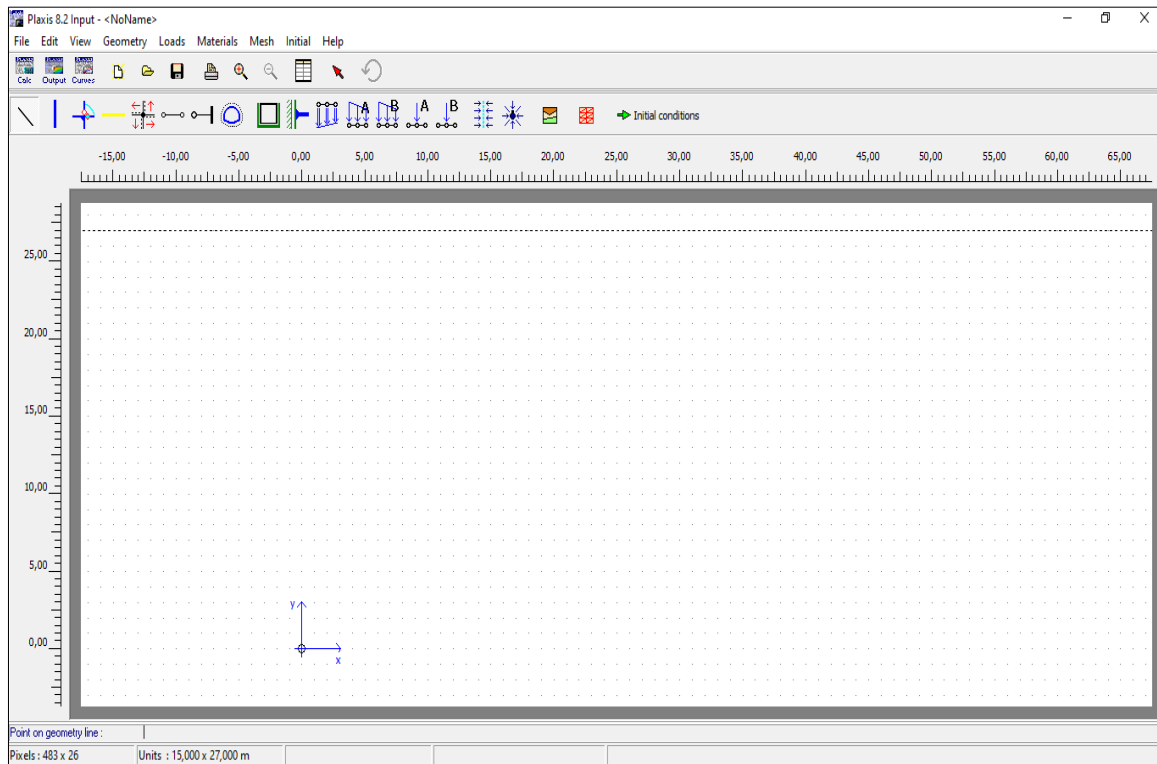 Plaxis 8.2 Input - <NoName>
File Edit View Geometry Loads Materials Mesh Initial Help
Calc Output Curves
A B A B Initial conditions
-15,00 -10,00 -5,00 0,00 5,00 10,00 15,00 20,00 25,00 30,00 35,00 40,00 45,00 50,00 55,00 60,00 65,00
25,00
20,00
15,00
10,00
5,00
0,00
y
x
Point on geometry line :
Pixels : 483 x 26 Units : 15,000 x 27,000 m